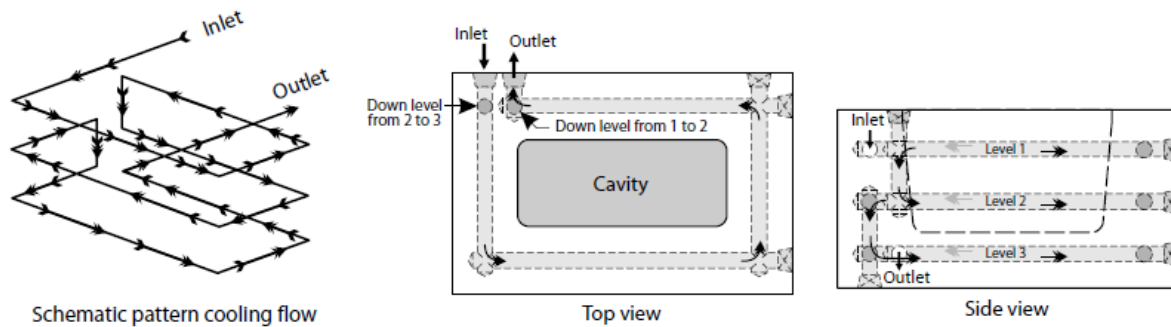 Inlet
Outlet
Schematic pattern cooling flow
Inlet
Outlet
Down level
from 2 to 3
Down level from 1 to 2
Cavity
Top view
Inlet
Level 1
Level 2
Level 3
Outlet
Side view